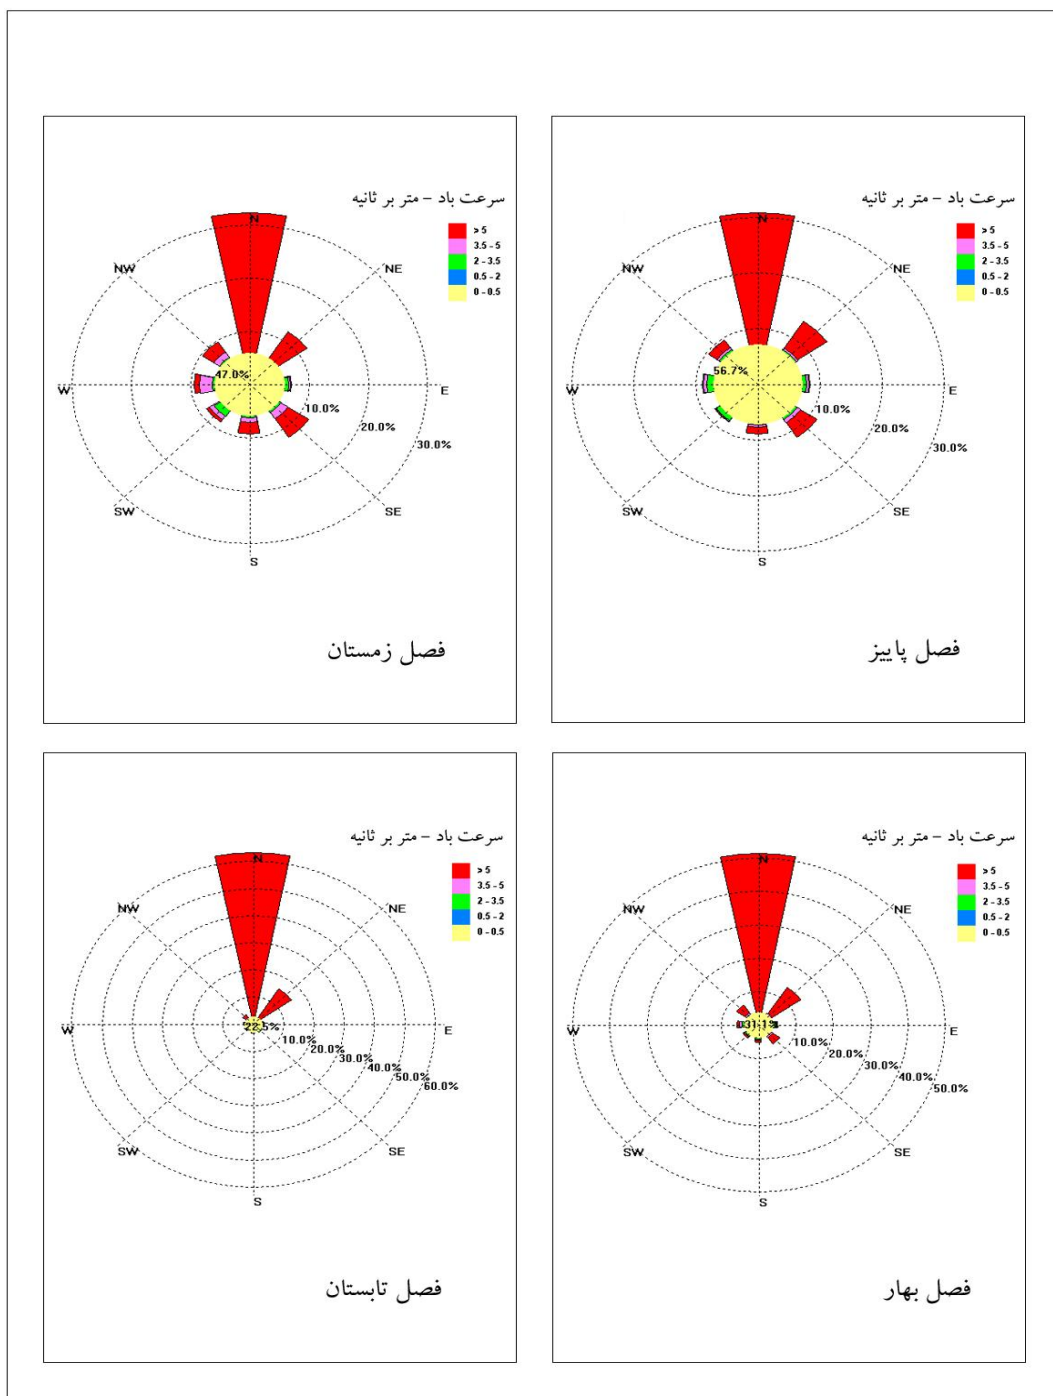 سرعت باد – متر بر ثانیه
> 5
3.5 - 5
2 - 3.5
0.5 - 2
0 - 0.5
N
NW
NE
W
E
SW
SE
S
47.0%
10.0%
20.0%
30.0%
فصل زمستان
سرعت باد – متر بر ثانیه
> 5
3.5 - 5
2 - 3.5
0.5 - 2
0 - 0.5
N
NW
NE
W
E
SW
SE
S
56.7%
10.0%
20.0%
30.0%
فصل پاییز
سرعت باد – متر بر ثانیه
> 5
3.5 - 5
2 - 3.5
0.5 - 2
0 - 0.5
N
NW
NE
W
E
SW
SE
S
22.5%
10.0%
20.0%
30.0%
40.0%
50.0%
60.0%
فصل تابستان
سرعت باد – متر بر ثانیه
> 5
3.5 - 5
2 - 3.5
0.5 - 2
0 - 0.5
N
NW
NE
W
E
SW
SE
S
31.1%
10.0%
20.0%
30.0%
40.0%
50.0%
فصل بهار